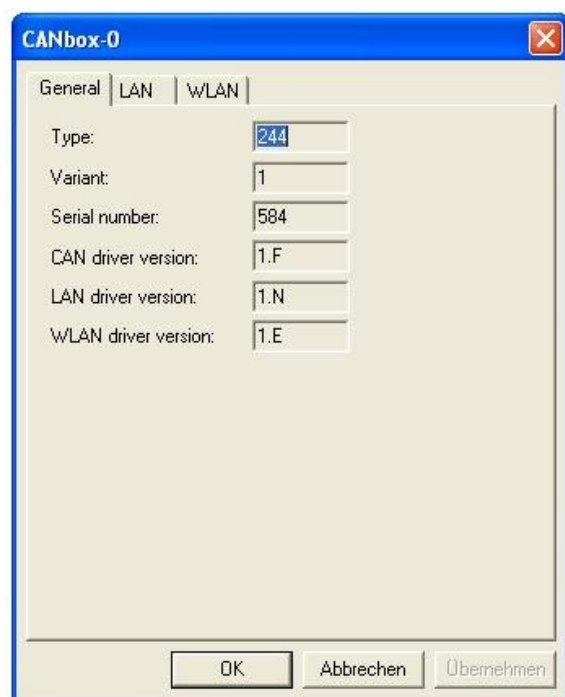 CANbox-0
General LAN WLAN
Type: 244
Variant: 1
Serial number: 584
CAN driver version: 1.F
LAN driver version: 1.N
WLAN driver version: 1.E
OK Abbrechen Übernehmen